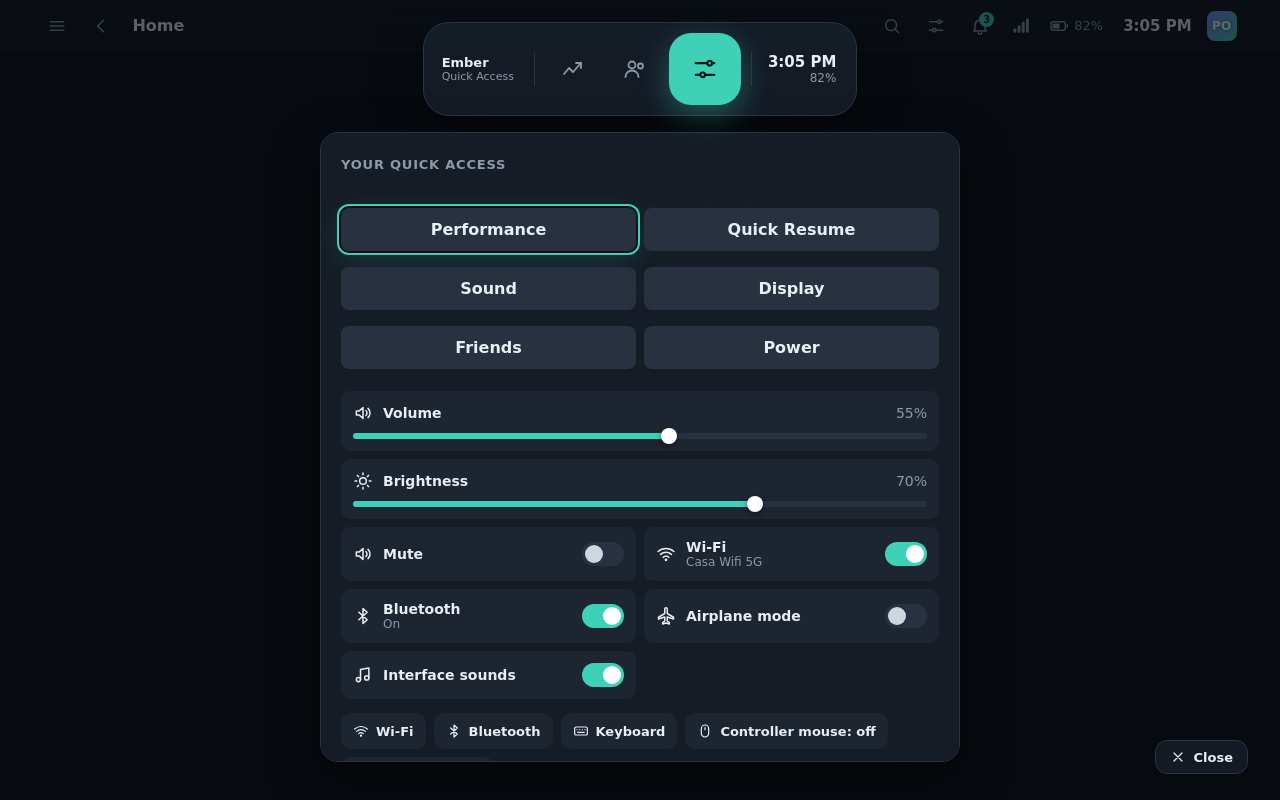 Home
3
82%
3:05 PM
PO
Ember
Quick Access
3:05 PM
82%
YOUR QUICK ACCESS
Performance
Quick Resume
Sound
Display
Friends
Power
Volume
55%
Brightness
70%
Mute
Wi-Fi
Casa Wifi 5G
Bluetooth
On
Airplane mode
Interface sounds
Wi-Fi
Bluetooth
Keyboard
Controller mouse: off
Close